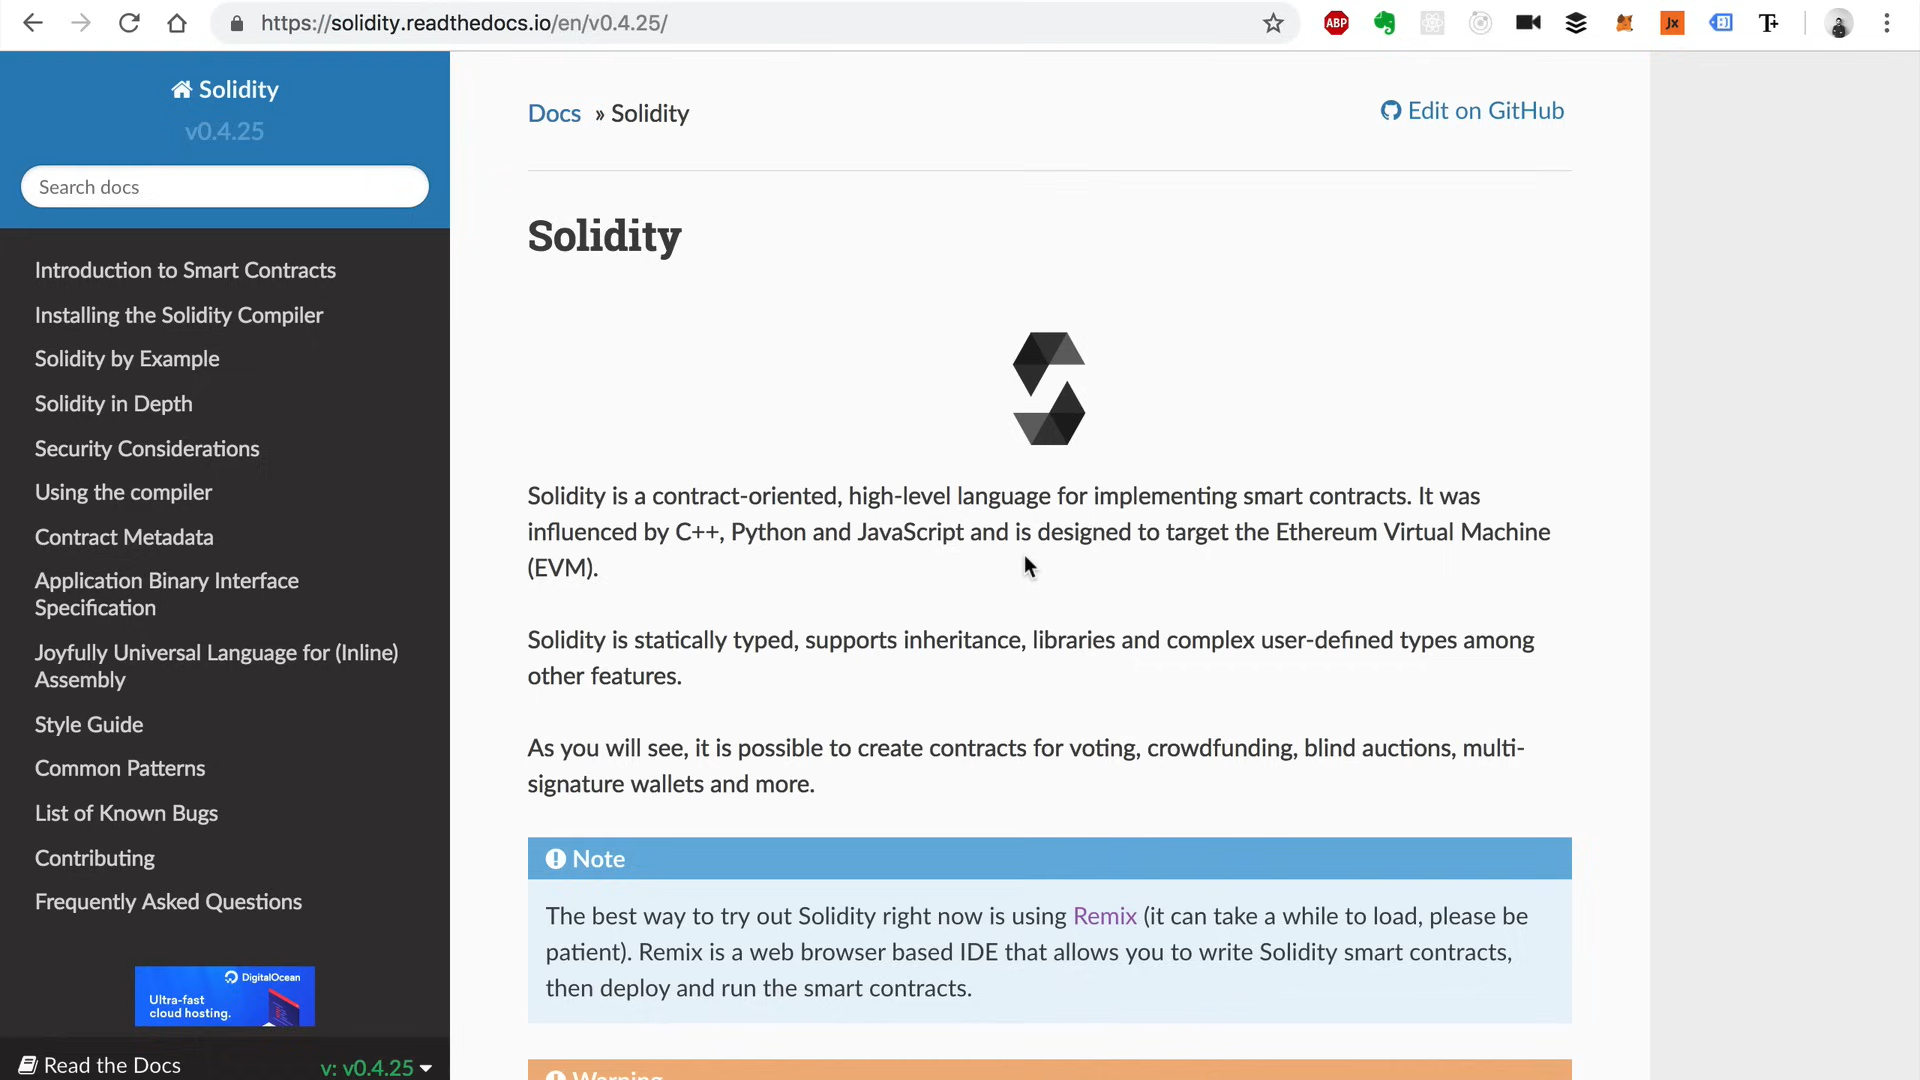 https://solidity.readthedocs.io/en/v0.4.25/
ABP
Jx
T+
Solidity
v0.4.25
Search docs
Introduction to Smart Contracts
Installing the Solidity Compiler
Solidity by Example
Solidity in Depth
Security Considerations
Using the compiler
Contract Metadata
Application Binary Interface
Specification
Joyfully Universal Language for (Inline)
Assembly
Style Guide
Common Patterns
List of Known Bugs
Contributing
Frequently Asked Questions
DigitalOcean
Ultra-fast
cloud hosting.
Read the Docs
v: v0.4.25
Docs » Solidity
Edit on GitHub
Solidity
Solidity is a contract-oriented, high-level language for implementing smart contracts. It was
influenced by C++, Python and JavaScript and is designed to target the Ethereum Virtual Machine
(EVM).
Solidity is statically typed, supports inheritance, libraries and complex user-defined types among
other features.
As you will see, it is possible to create contracts for voting, crowdfunding, blind auctions, multi-
signature wallets and more.
Note
The best way to try out Solidity right now is using Remix (it can take a while to load, please be
patient). Remix is a web browser based IDE that allows you to write Solidity smart contracts,
then deploy and run the smart contracts.
Warning